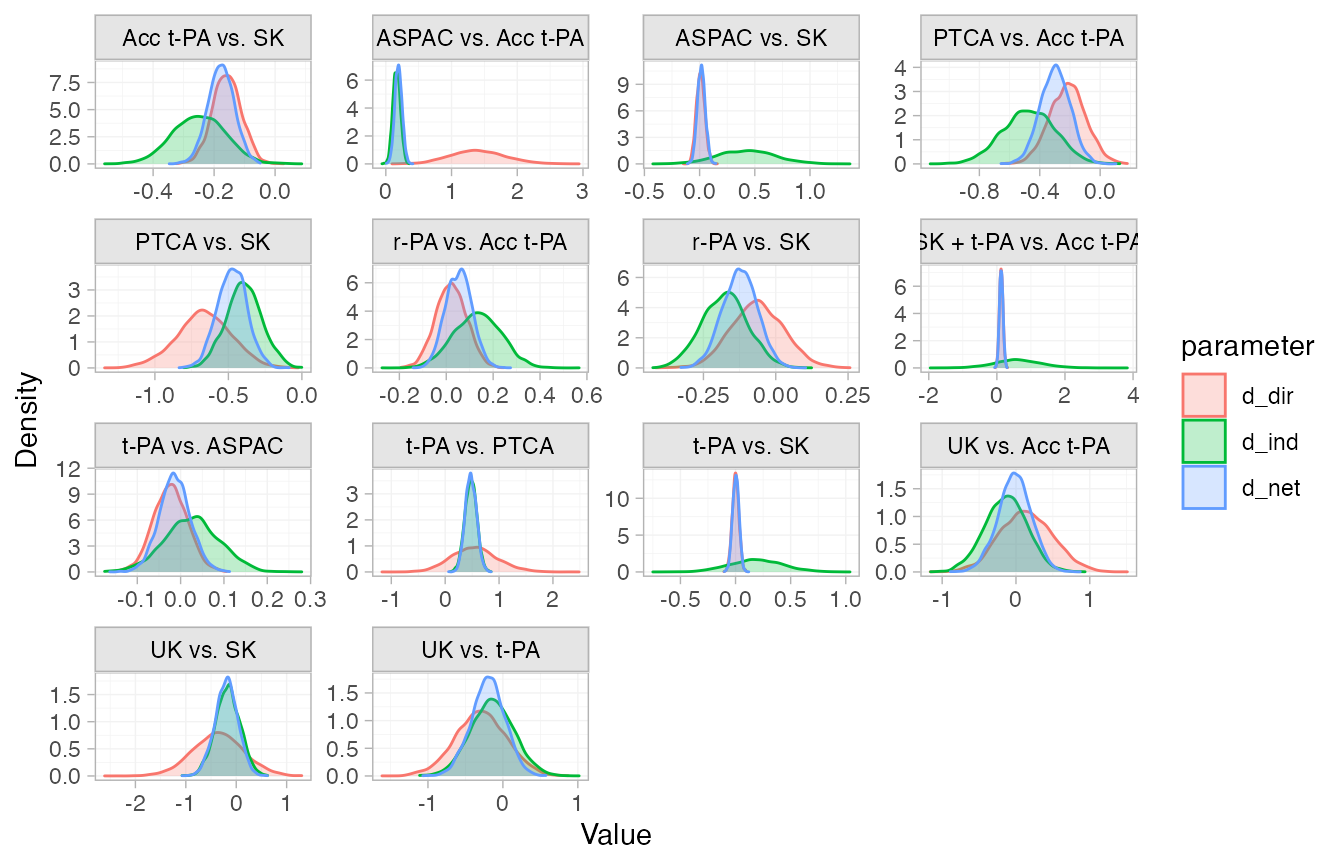 Acc t-PA vs. SK
ASPAC vs. Acc t-PA
ASPAC vs. SK
PTCA vs. Acc t-PA
7.5
5.0
2.5
0.0
-0.4 -0.2 0.0
6
4
2
0
0 1 2 3
9
6
3
0
-0.5 0.0 0.5 1.0
4
3
2
1
0
-0.8 -0.4 0.0
PTCA vs. SK
r-PA vs. Acc t-PA
r-PA vs. SK
SK + t-PA vs. Acc t-PA
3
2
1
0
-1.0 -0.5 0.0
6
4
2
0
-0.2 0.0 0.2 0.4 0.6
6
4
2
0
-0.25 0.00 0.25
6
4
2
0
-2 0 2 4
t-PA vs. ASPAC
t-PA vs. PTCA
t-PA vs. SK
UK vs. Acc t-PA
12
9
6
3
0
-0.1 0.0 0.1 0.2 0.3
3
2
1
0
-1 0 1 2
10
5
0
-0.5 0.0 0.5 1.0
1.5
1.0
0.5
0.0
-1 0 1
UK vs. SK
UK vs. t-PA
1.5
1.0
0.5
0.0
-2 -1 0 1
1.5
1.0
0.5
0.0
-1 0 1
Density
Value
parameter
d_dir
d_ind
d_net